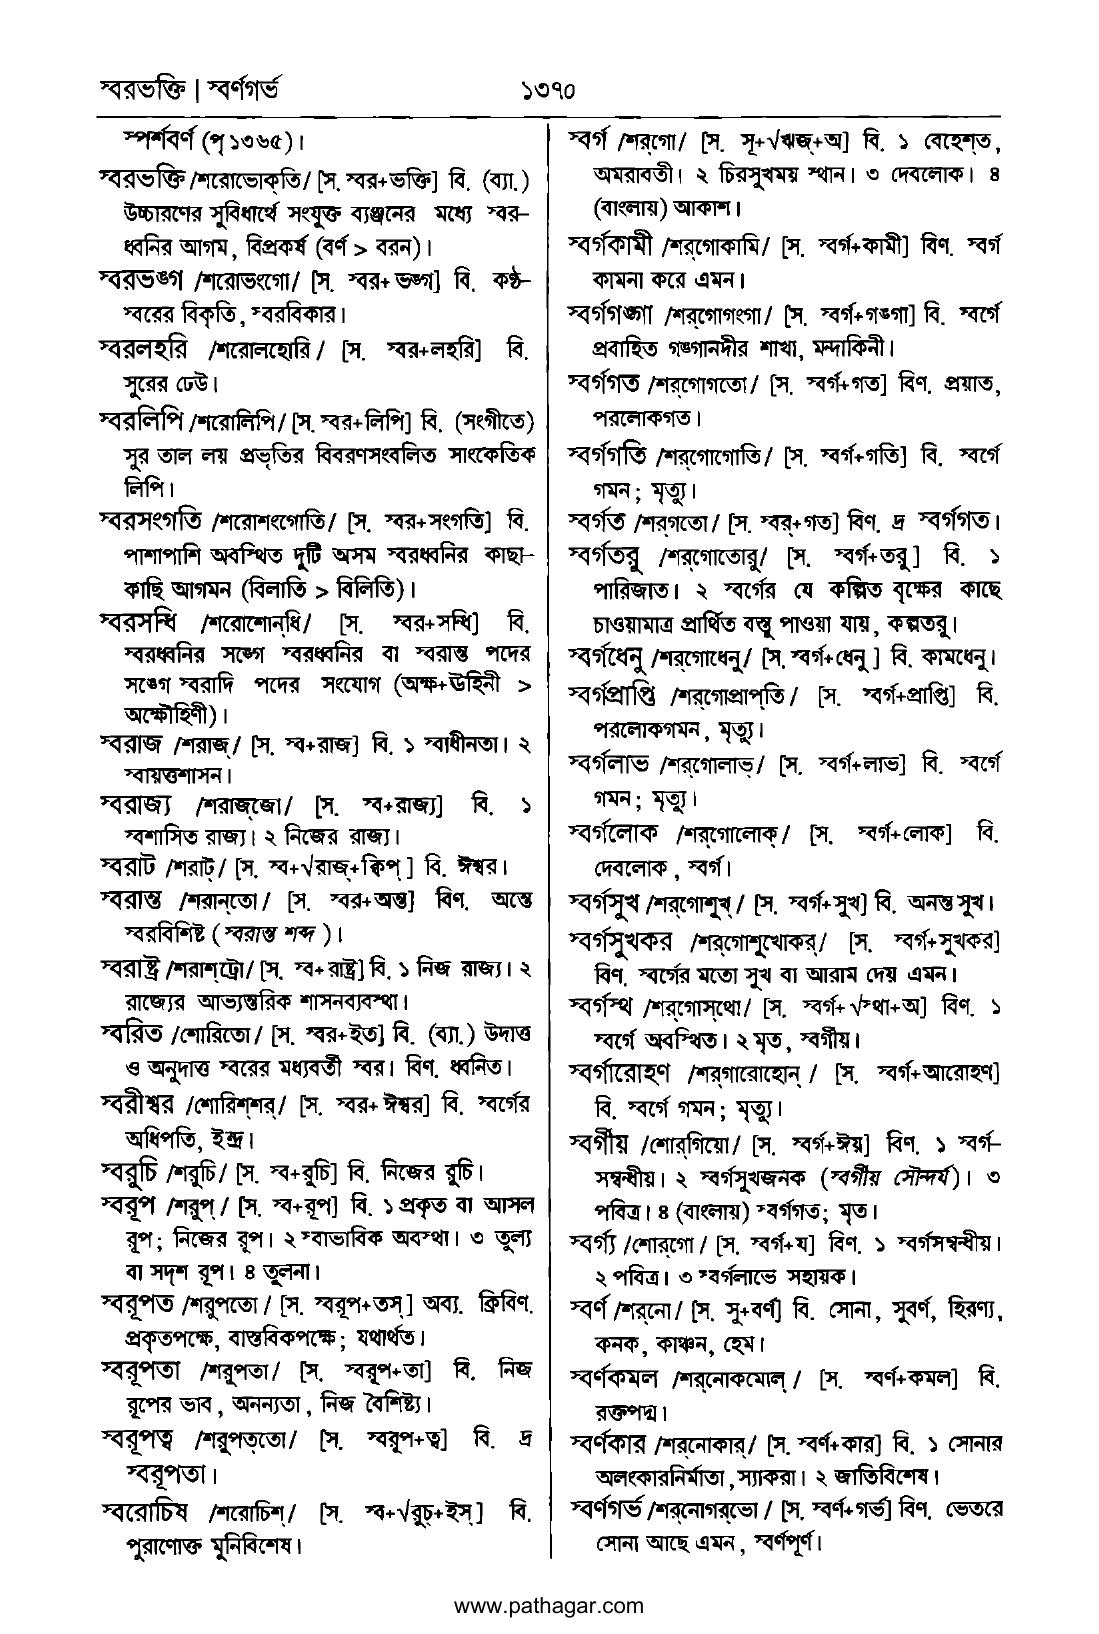 স্বরভক্তি | স্বর্ণগর্ভ ১৩৭০
স্পর্শবর্ণ (পৃ ১৩৬৫)।
স্বরভক্তি /শরোভোক্‌তি/ [স. স্বর+ভক্তি] বি. (ব্যা.)
উচ্চারণের সুবিধার্থে সংযুক্ত ব্যঞ্জনের মধ্যে স্বর-
ধ্বনির আগম, বিপ্রকর্ষ (বর্ণ > বরন)।
স্বরভঙ্গ /শরোভংগো/ [স. স্বর+ভঙ্গ] বি. কণ্ঠ-
স্বরের বিকৃতি, স্বরবিকার।
স্বরলহরি /শরোলহোরি/ [স. স্বর+লহরি] বি.
সুরের ঢেউ।
স্বরলিপি /শরোলিপি/ [স. স্বর+লিপি] বি. (সংগীতে)
সুর তাল লয় প্রভৃতির বিবরণসংবলিত সাংকেতিক
লিপি।
স্বরসংগতি /শরোশংগোতি/ [স. স্বর+সংগতি] বি.
পাশাপাশি অবস্থিত দুটি অসম স্বরধ্বনির কাছা-
কাছি আগমন (বিলাতি > বিলিতি)।
স্বরসন্ধি /শরোশোন্‌ধি/ [স. স্বর+সন্ধি] বি.
স্বরধ্বনির সঙ্গে স্বরধ্বনির বা স্বরান্ত পদের
সঙ্গে স্বরাদি পদের সংযোগ (অক্ষ+ঊহিনী >
অক্ষৌহিণী)।
স্বরাজ /শরাজ্‌/ [স. স্ব+রাজ] বি. ১ স্বাধীনতা। ২
স্বায়ত্তশাসন।
স্বরাজ্য /শরাজ্‌জো/ [স. স্ব+রাজ্য] বি. ১
স্বশাসিত রাজ্য। ২ নিজের রাজ্য।
স্বরাট /শরাট্‌/ [স. স্ব+√রাজ্‌+ক্বিপ্‌] বি. ঈশ্বর।
স্বরান্ত /শরান্‌তো/ [স. স্বর+অন্ত] বিণ. অন্তে
স্বরবিশিষ্ট (স্বরান্ত শব্দ)।
স্বরাষ্ট্র /শরাশ্‌ট্রো/ [স. স্ব+রাষ্ট্র] বি. ১ নিজ রাজ্য। ২
রাজ্যের আভ্যন্তরিক শাসনব্যবস্থা।
স্বরিত /শোরিতো/ [স. স্বর+ইত] বি. (ব্যা.) উদাত্ত
ও অনুদাত্ত স্বরের মধ্যবর্তী স্বর। বিণ. ধ্বনিত।
স্বরীশ্বর /শোরিশ্‌শর্‌/ [স. স্বর+ঈশ্বর] বি. স্বর্গের
অধিপতি, ইন্দ্র।
স্বরুচি /শরুচি/ [স. স্ব+রুচি] বি. নিজের রুচি।
স্বরূপ /শরুপ্‌/ [স. স্ব+রূপ] বি. ১ প্রকৃত বা আসল
রূপ; নিজের রূপ। ২ স্বাভাবিক অবস্থা। ৩ তুল্য
বা সদৃশ রূপ। ৪ তুলনা।
স্বরূপত /শরুপতো/ [স. স্বরূপ+তস্‌] অব্য. ক্রিবিণ.
প্রকৃতপক্ষে, বাস্তবিকপক্ষে; যথার্থত।
স্বরূপতা /শরুপতা/ [স. স্বরূপ+তা] বি. নিজ
রূপের ভাব, অনন্যতা, নিজ বৈশিষ্ট্য।
স্বরূপত্ব /শরুপত্‌তো/ [স. স্বরূপ+ত্ব] বি. দ্র
স্বরূপতা।
স্বরোচিষ /শরোচিশ্‌/ [স. স্ব+√রুচ্‌+ইস্‌] বি.
পুরাণোক্ত মুনিবিশেষ।
স্বর্গ /শর্‌গো/ [স. সূ+√ঋজ্‌+অ] বি. ১ বেহেশ্‌ত,
অমরাবতী। ২ চিরসুখময় স্থান। ৩ দেবলোক। ৪
(বাংলায়) আকাশ।
স্বর্গকামী /শর্‌গোকামি/ [স. স্বর্গ+কামী] বিণ. স্বর্গ
কামনা করে এমন।
স্বর্গগঙ্গা /শর্‌গোগংগা/ [স. স্বর্গ+গঙ্গা] বি. স্বর্গে
প্রবাহিত গঙ্গানদীর শাখা, মন্দাকিনী।
স্বর্গগত /শর্‌গোগতো/ [স. স্বর্গ+গত] বিণ. প্রয়াত,
পরলোকগত।
স্বর্গগতি /শর্‌গোগোতি/ [স. স্বর্গ+গতি] বি. স্বর্গে
গমন; মৃত্যু।
স্বর্গত /শর্‌গতো/ [স. স্বর্‌+গত] বিণ. দ্র স্বর্গগত।
স্বর্গতরু /শর্‌গোতোরু/ [স. স্বর্গ+তরু] বি. ১
পারিজাত। ২ স্বর্গের যে কল্পিত বৃক্ষের কাছে
চাওয়ামাত্র প্রার্থিত বস্তু পাওয়া যায়, কল্পতরু।
স্বর্গধেনু /শর্‌গোধেনু/ [স. স্বর্গ+ধেনু] বি. কামধেনু।
স্বর্গপ্রাপ্তি /শর্‌গোপ্রাপ্‌তি/ [স. স্বর্গ+প্রাপ্তি] বি.
পরলোকগমন, মৃত্যু।
স্বর্গলাভ /শর্‌গোলাভ্‌/ [স. স্বর্গ+লাভ] বি. স্বর্গে
গমন; মৃত্যু।
স্বর্গলোক /শর্‌গোলোক্‌/ [স. স্বর্গ+লোক] বি.
দেবলোক, স্বর্গ।
স্বর্গসুখ /শর্‌গোশুখ্‌/ [স. স্বর্গ+সুখ] বি. অনন্ত সুখ।
স্বর্গসুখকর /শর্‌গোশুখোকর্‌/ [স. স্বর্গ+সুখকর]
বিণ. স্বর্গের মতো সুখ বা আরাম দেয় এমন।
স্বর্গস্থ /শর্‌গোস্‌থো/ [স. স্বর্গ+√স্থা+অ] বিণ. ১
স্বর্গে অবস্থিত। ২ মৃত, স্বর্গীয়।
স্বর্গারোহণ /শর্‌গারোহোন্‌/ [স. স্বর্গ+আরোহণ]
বি. স্বর্গে গমন; মৃত্যু।
স্বর্গীয় /শোর্‌গিয়ো/ [স. স্বর্গ+ঈয়] বিণ. ১ স্বর্গ-
সম্বন্ধীয়। ২ স্বর্গসুখজনক (স্বর্গীয় সৌন্দর্য)। ৩
পবিত্র। ৪ (বাংলায়) স্বর্গগত; মৃত।
স্বর্গ্য /শোর্‌গো/ [স. স্বর্গ+য] বিণ. ১ স্বর্গসম্বন্ধীয়।
২ পবিত্র। ৩ স্বর্গলাভে সহায়ক।
স্বর্ণ /শর্‌নো/ [স. সু+বর্ণ] বি. সোনা, সুবর্ণ, হিরণ্য,
কনক, কাঞ্চন, হেম।
স্বর্ণকমল /শর্‌নোকমোল্‌/ [স. স্বর্ণ+কমল] বি.
রক্তপদ্ম।
স্বর্ণকার /শর্‌নোকার্‌/ [স. স্বর্ণ+কার] বি. ১ সোনার
অলংকারনির্মাতা, স্যাকরা। ২ জাতিবিশেষ।
স্বর্ণগর্ভ /শর্‌নোগর্‌ভো/ [স. স্বর্ণ+গর্ভ] বিণ. ভেতরে
সোনা আছে এমন, স্বর্ণপূর্ণ।
www.pathagar.com